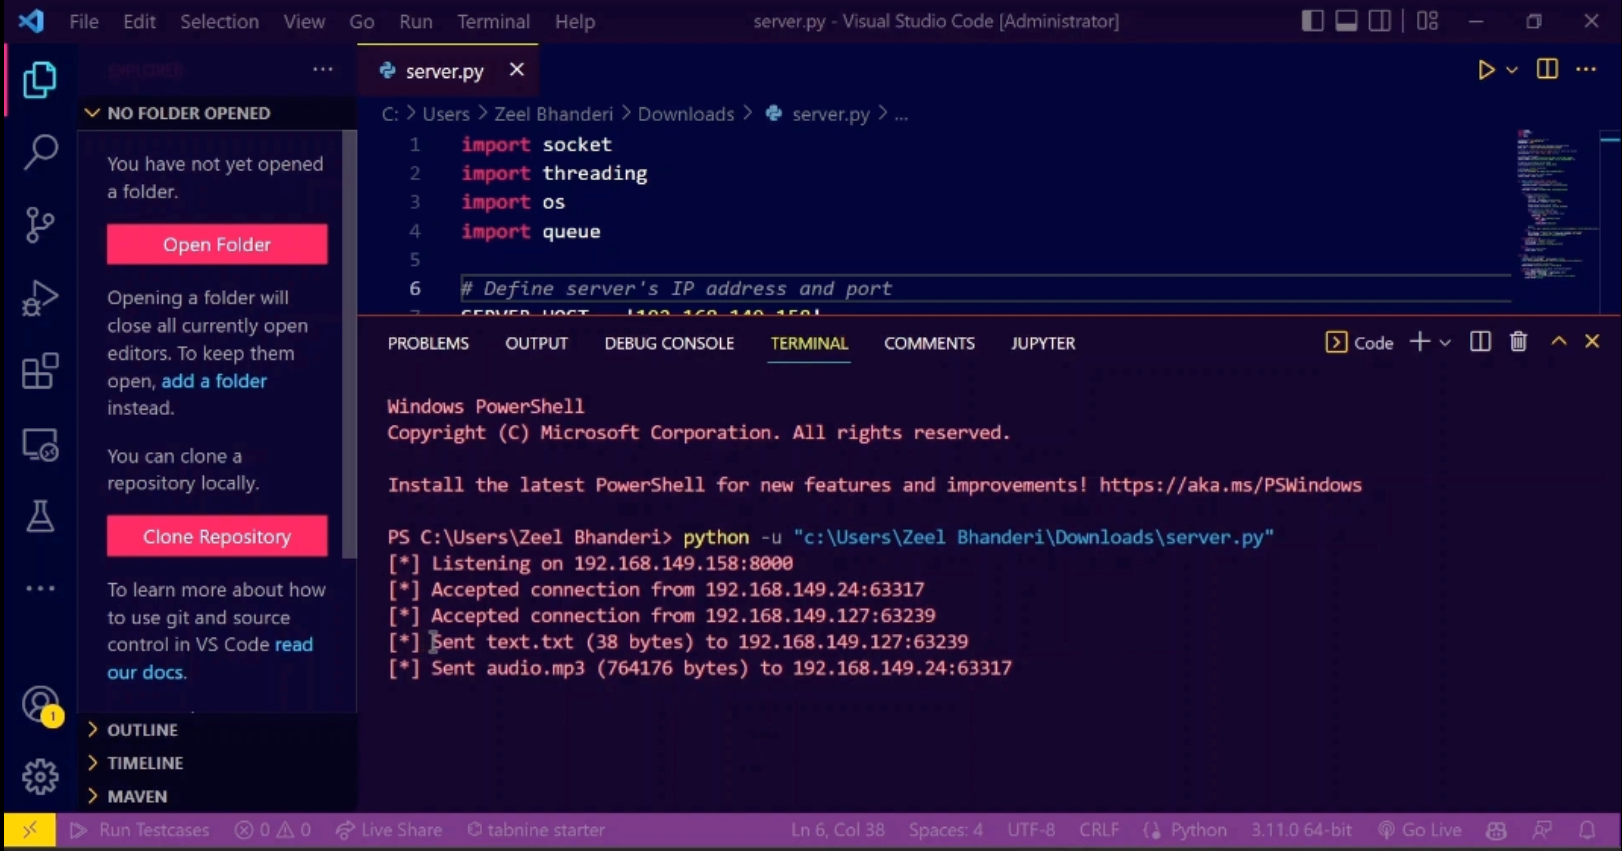 File Edit Selection View Go Run Terminal Help server.py - Visual Studio Code [Administrator]
EXPLORER
server.py
NO FOLDER OPENED
C: > Users > Zeel Bhanderi > Downloads > server.py > ...
You have not yet opened
a folder.
Open Folder
Opening a folder will
close all currently open
editors. To keep them
open, add a folder
instead.
You can clone a
repository locally.
Clone Repository
To learn more about how
to use git and source
control in VS Code read
our docs.
OUTLINE
TIMELINE
MAVEN
1 import socket
2 import threading
3 import os
4 import queue
5
6 # Define server's IP address and port
7 SERVER_HOST = '192.168.149.158'
PROBLEMS OUTPUT DEBUG CONSOLE TERMINAL COMMENTS JUPYTER Code
Windows PowerShell
Copyright (C) Microsoft Corporation. All rights reserved.
Install the latest PowerShell for new features and improvements! https://aka.ms/PSWindows
PS C:\Users\Zeel Bhanderi> python -u "c:\Users\Zeel Bhanderi\Downloads\server.py"
[*] Listening on 192.168.149.158:8000
[*] Accepted connection from 192.168.149.24:63317
[*] Accepted connection from 192.168.149.127:63239
[*] Sent text.txt (38 bytes) to 192.168.149.127:63239
[*] Sent audio.mp3 (764176 bytes) to 192.168.149.24:63317
1
Run Testcases 0 0 Live Share tabnine starter Ln 6, Col 38 Spaces: 4 UTF-8 CRLF Python 3.11.0 64-bit Go Live